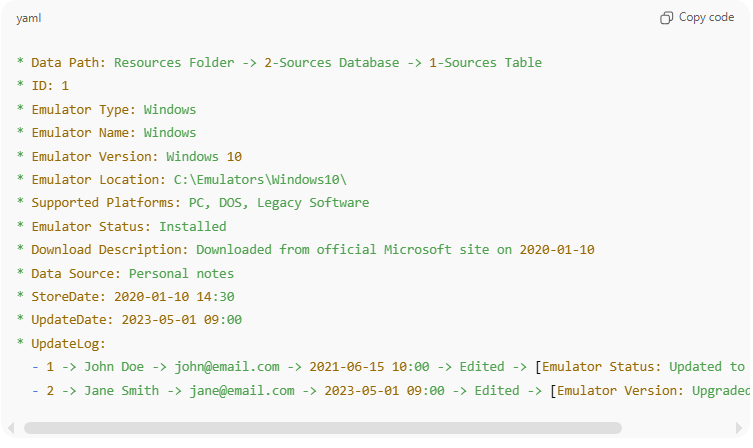 yaml
Copy code
* Data Path: Resources Folder -> 2-Sources Database -> 1-Sources Table
* ID: 1
* Emulator Type: Windows
* Emulator Name: Windows
* Emulator Version: Windows 10
* Emulator Location: C:\Emulators\Windows10\
* Supported Platforms: PC, DOS, Legacy Software
* Emulator Status: Installed
* Download Description: Downloaded from official Microsoft site on 2020-01-10
* Data Source: Personal notes
* StoreDate: 2020-01-10 14:30
* UpdateDate: 2023-05-01 09:00
* UpdateLog:
- 1 -> John Doe -> john@email.com -> 2021-06-15 10:00 -> Edited -> [Emulator Status: Updated to
- 2 -> Jane Smith -> jane@email.com -> 2023-05-01 09:00 -> Edited -> [Emulator Version: Upgraded